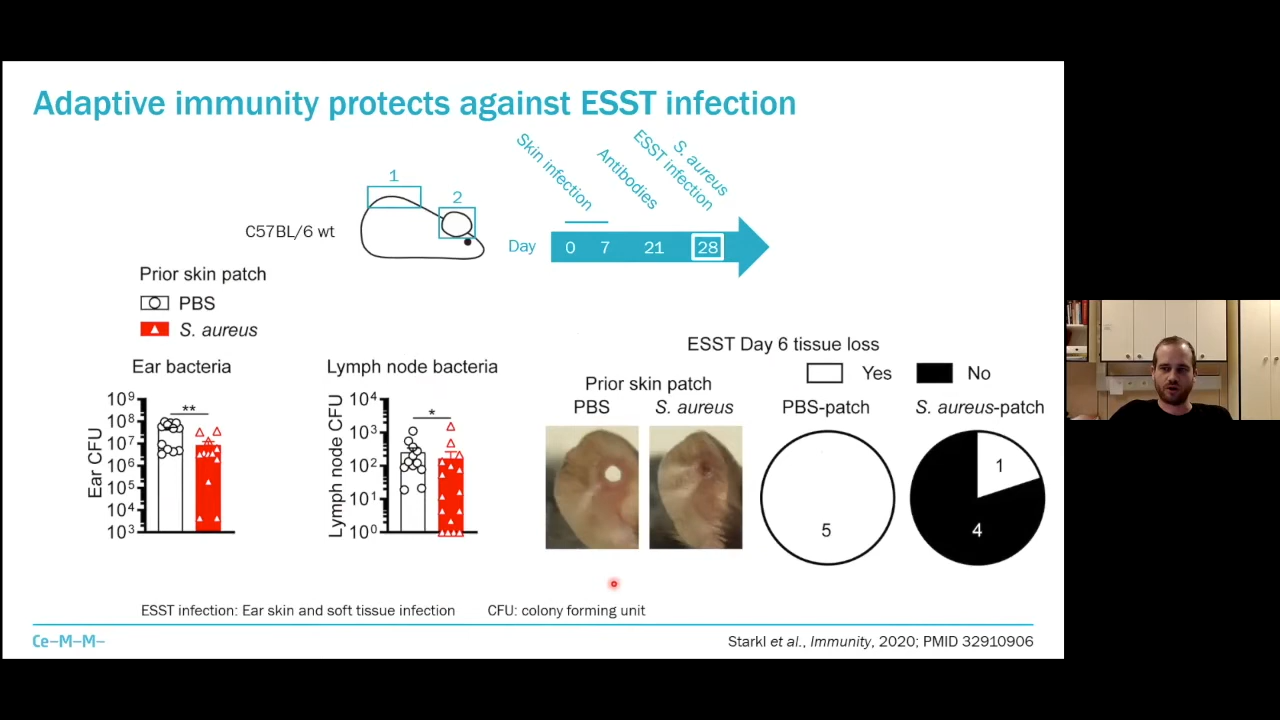 Adaptive immunity protects against ESST infection
Skin infection
Antibodies
S. aureus
ESST infection
1
2
C57BL/6 wt
Day
0
7
21
28
Prior skin patch
PBS
S. aureus
Ear bacteria
**
Ear CFU
10⁹
10⁸
10⁷
10⁶
10⁵
10⁴
10³
Lymph node bacteria
*
Lymph node CFU
10⁴
10³
10²
10¹
10⁰
Prior skin patch
PBS
S. aureus
ESST Day 6 tissue loss
Yes
No
PBS-patch
S. aureus-patch
5
1
4
ESST infection: Ear skin and soft tissue infection
CFU: colony forming unit
Ce–M–M–
Starkl et al., Immunity, 2020; PMID 32910906